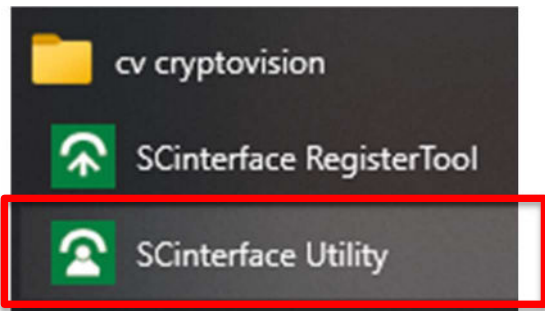 cv cryptovision
SCinterface RegisterTool
SCinterface Utility